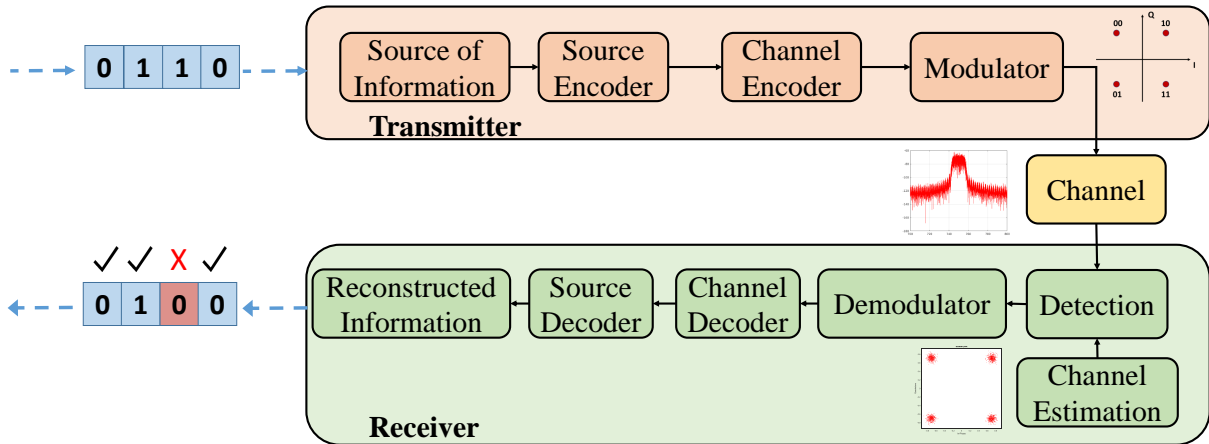 0 1 1 0
Source of
Information
Source
Encoder
Channel
Encoder
Modulator
00
Q
10
I
01
11
Transmitter
Channel
X
0 1 0 0
Reconstructed
Information
Source
Decoder
Channel
Decoder
Demodulator
Detection
Channel
Estimation
Receiver